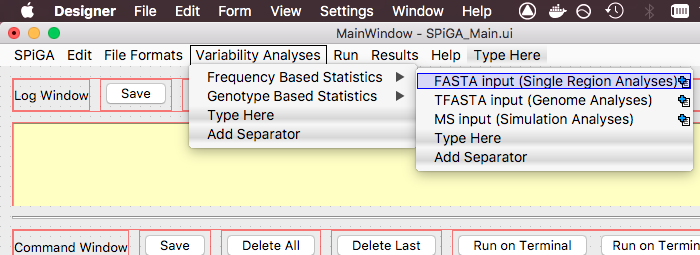 Designer File Edit Form View Settings Window Help
MainWindow - SPiGA_Main.ui
SPiGA Edit File Formats Variability Analyses Run Results Help Type Here
Frequency Based Statistics
Genotype Based Statistics
Type Here
Add Separator
FASTA input (Single Region Analyses)
TFASTA input (Genome Analyses)
MS input (Simulation Analyses)
Type Here
Add Separator
Log Window Save
Command Window Save Delete All Delete Last Run on Terminal Run on Termina